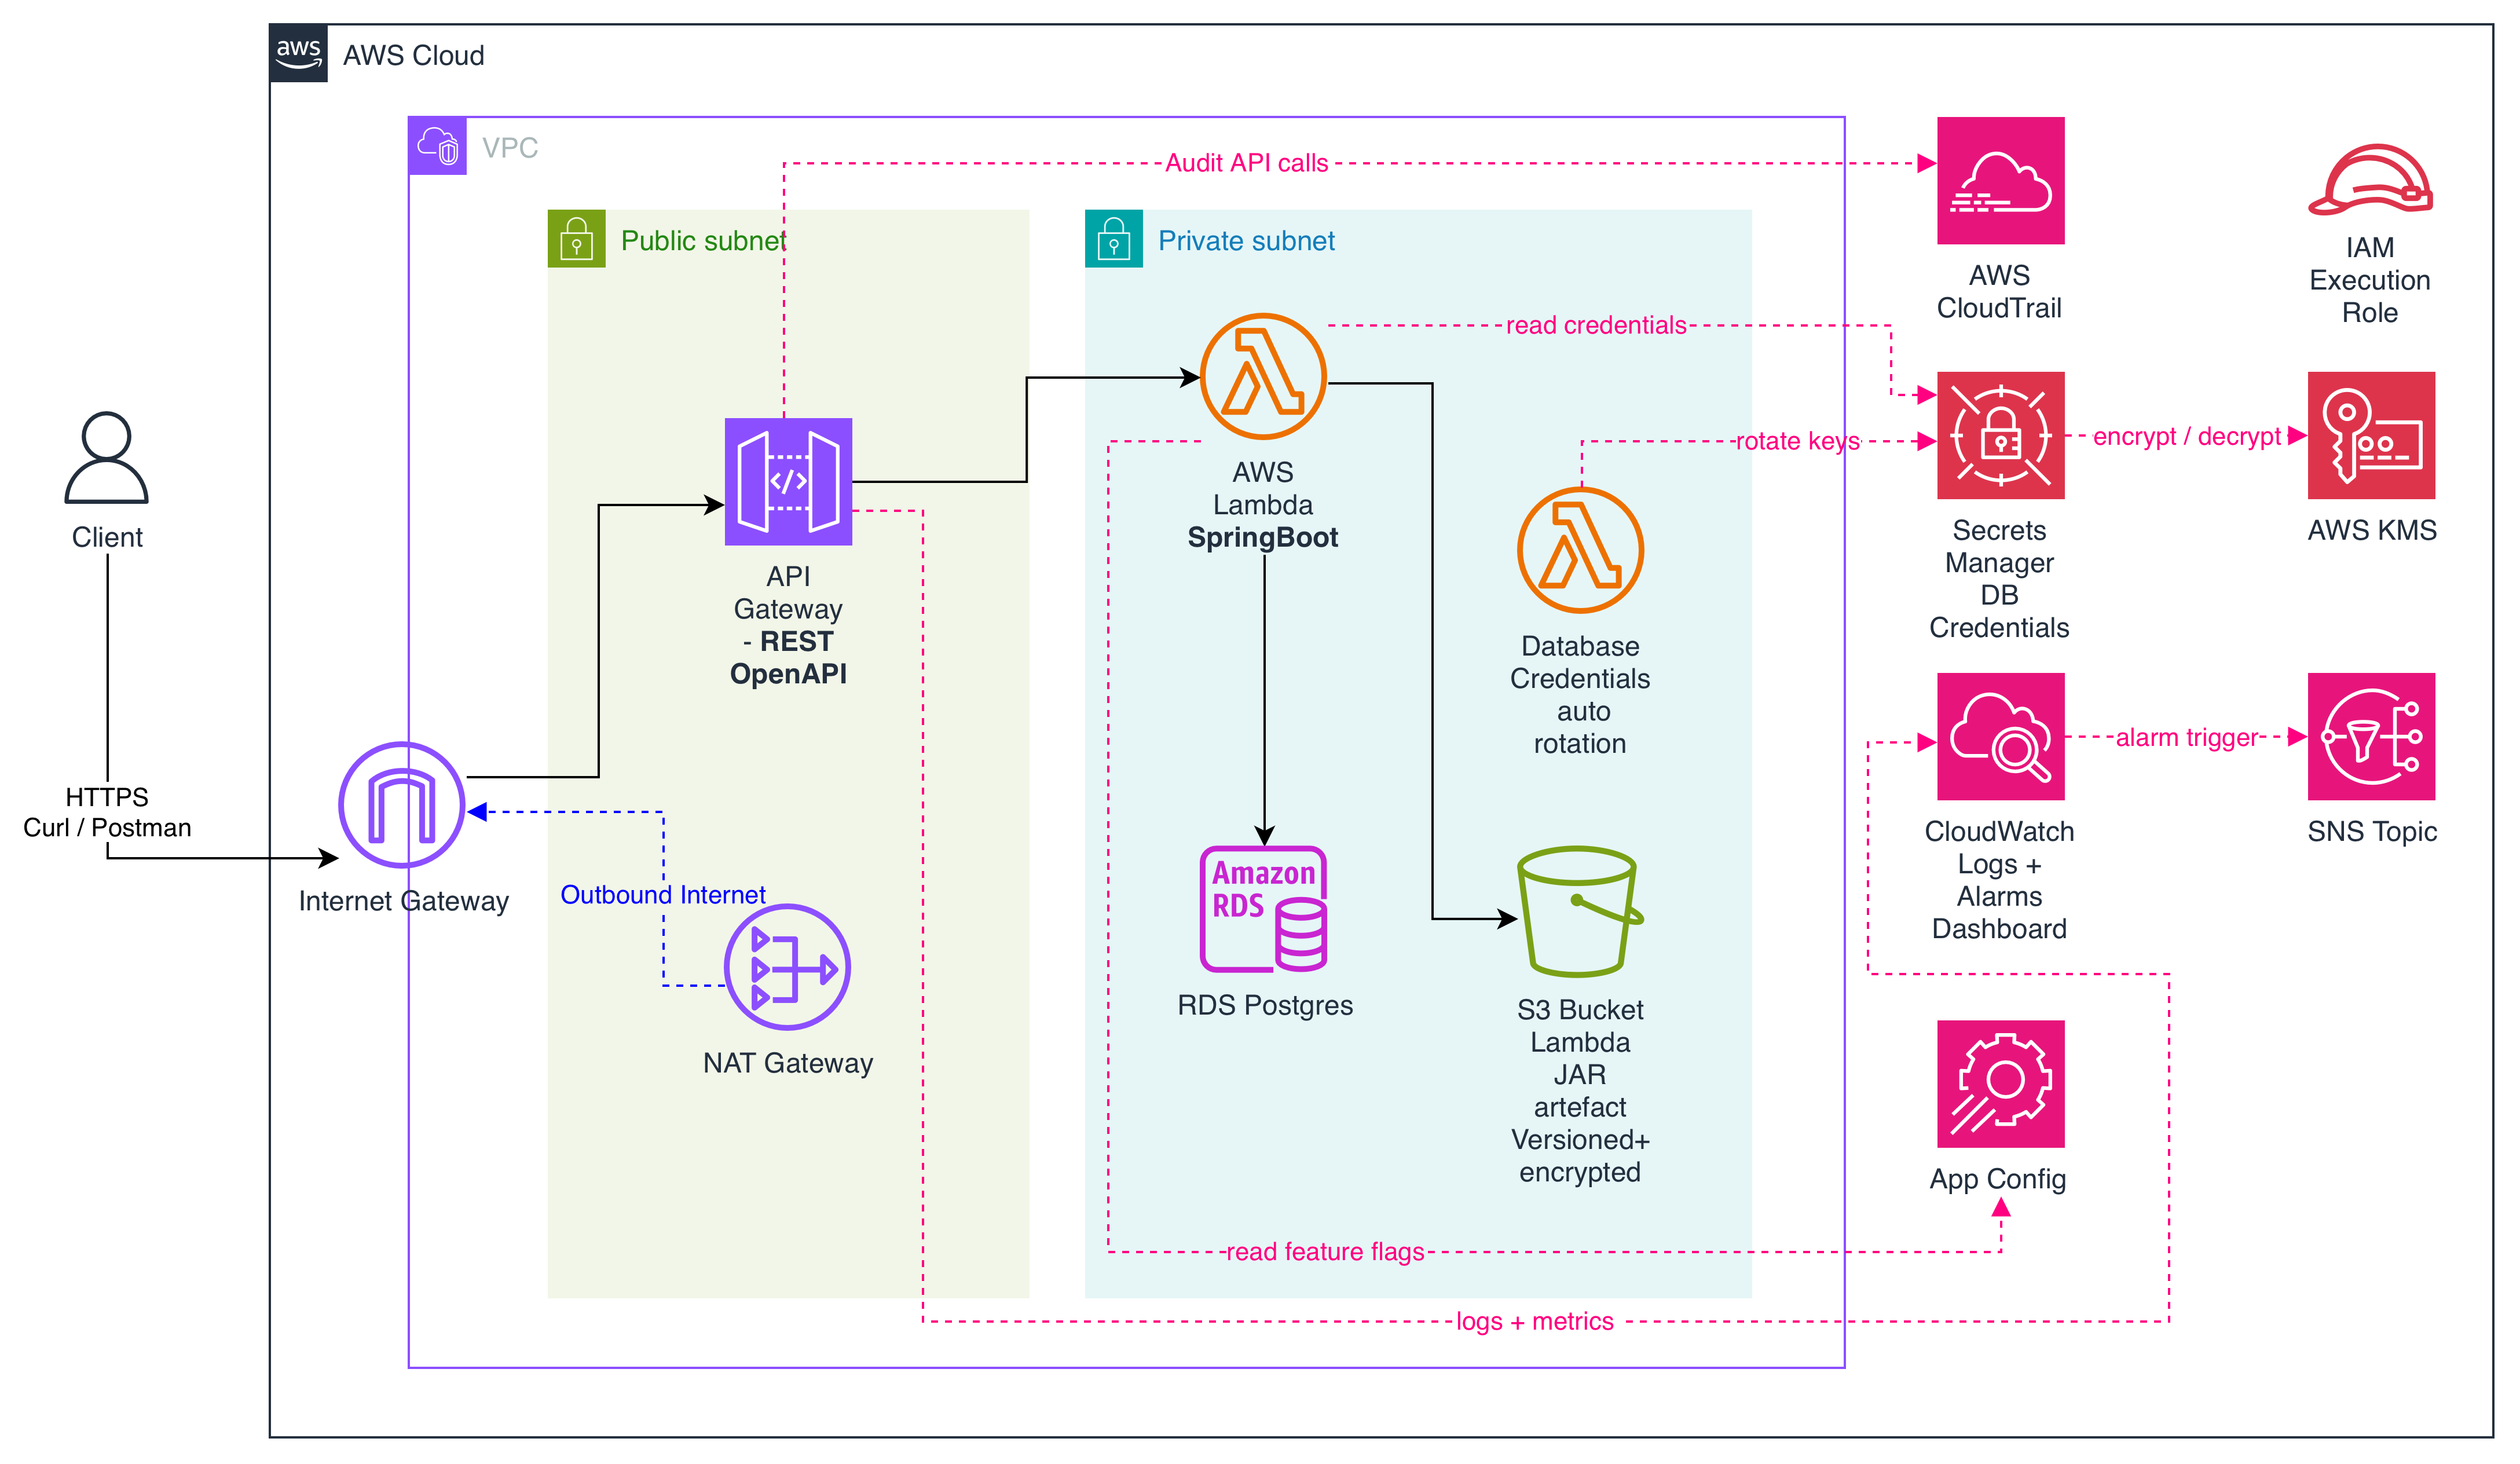 aws
AWS Cloud
VPC
Audit API calls
Public subnet
Private subnet
AWS
CloudTrail
IAM
Execution
Role
read credentials
Client
API
Gateway
- REST
OpenAPI
AWS
Lambda
SpringBoot
rotate keys
encrypt / decrypt
Secrets
Manager
DB
Credentials
AWS KMS
Database
Credentials
auto
rotation
HTTPS
Curl / Postman
Internet Gateway
Outbound Internet
NAT Gateway
Amazon
RDS
RDS Postgres
S3 Bucket
Lambda
JAR
artefact
Versioned+
encrypted
alarm trigger
CloudWatch
Logs +
Alarms
Dashboard
SNS Topic
App Config
read feature flags
logs + metrics